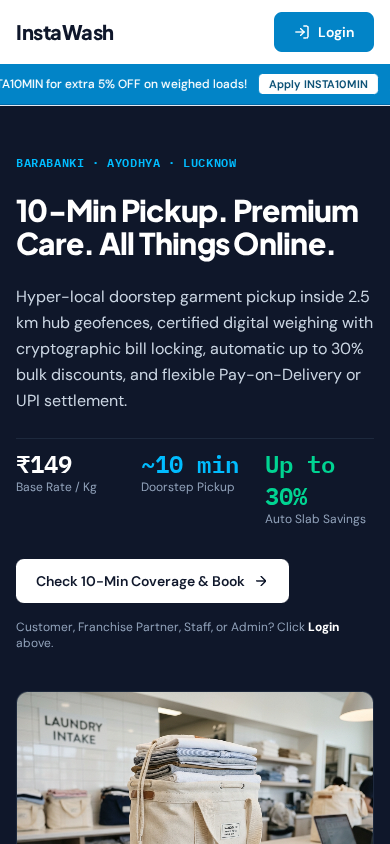 InstaWash
Login
TA10MIN for extra 5% OFF on weighed loads!
Apply INSTA10MIN
BARABANKI · AYODHYA · LUCKNOW
10-Min Pickup. Premium
Care. All Things Online.
Hyper-local doorstep garment pickup inside 2.5
km hub geofences, certified digital weighing with
cryptographic bill locking, automatic up to 30%
bulk discounts, and flexible Pay-on-Delivery or
UPI settlement.
₹149
Base Rate / Kg
~10 min
Doorstep Pickup
Up to
30%
Auto Slab Savings
Check 10-Min Coverage & Book →
Customer, Franchise Partner, Staff, or Admin? Click Login
above.
LAUNDRY
INTAKE